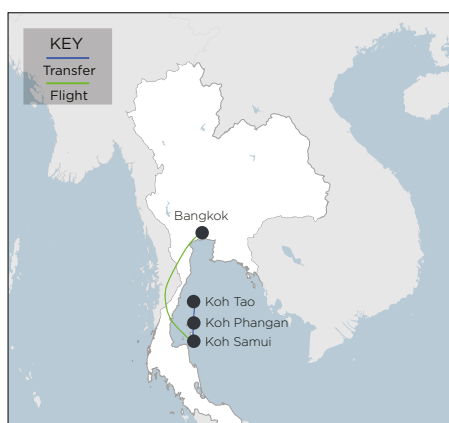 KEY
Transfer
Flight
Bangkok
Koh Tao
Koh Phangan
Koh Samui